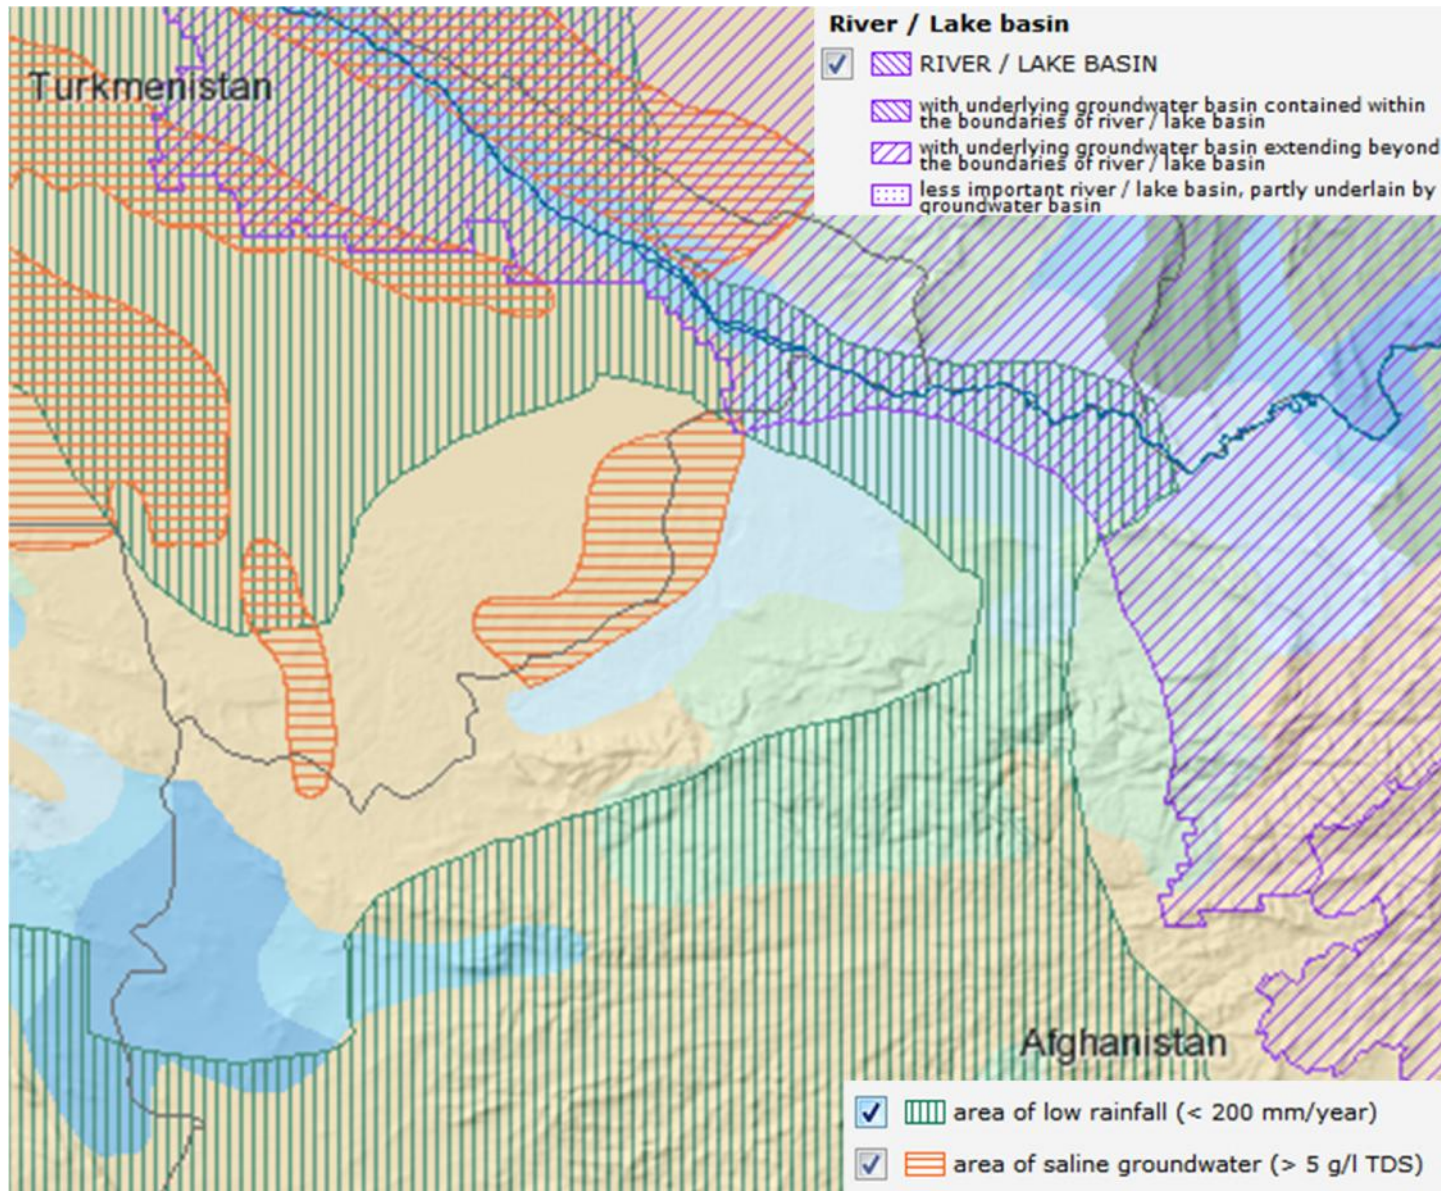 River / Lake basin
RIVER / LAKE BASIN
with underlying groundwater basin contained within
the boundaries of river / lake basin
with underlying groundwater basin extending beyond
the boundaries of river / lake basin
less important river / lake basin, partly underlain by
groundwater basin
Turkmenistan
Afghanistan
area of low rainfall (< 200 mm/year)
area of saline groundwater (> 5 g/l TDS)